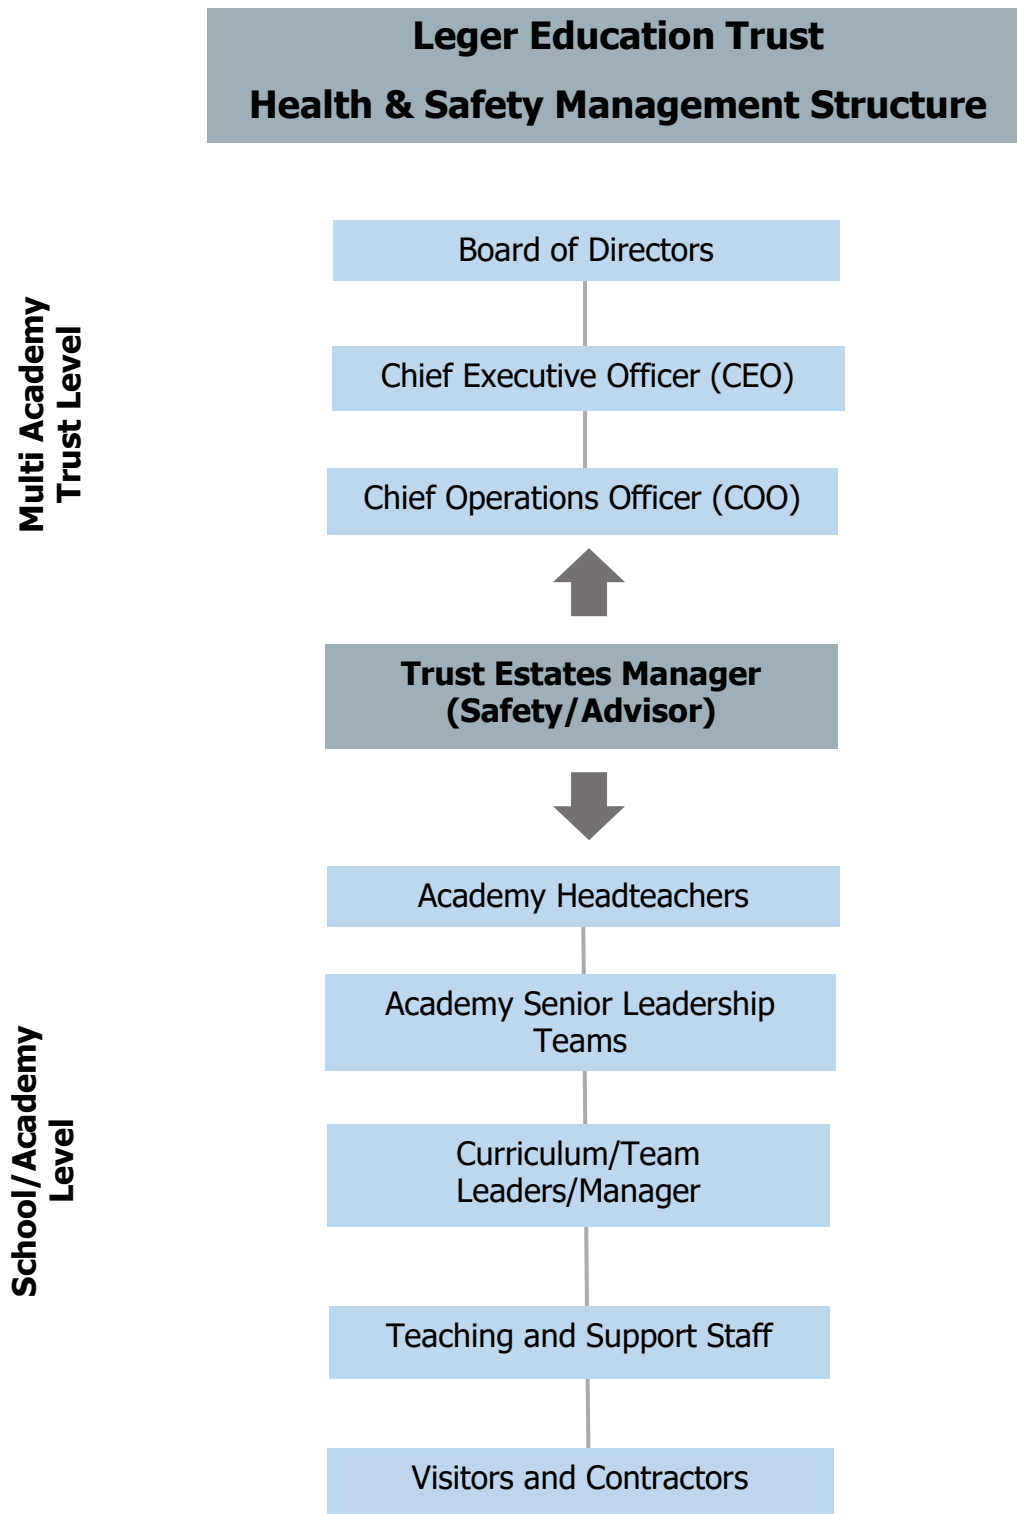 Leger Education Trust
Health & Safety Management Structure
Multi Academy
Trust Level
Board of Directors
Chief Executive Officer (CEO)
Chief Operations Officer (COO)
Trust Estates Manager
(Safety/Advisor)
School/Academy
Level
Academy Headteachers
Academy Senior Leadership
Teams
Curriculum/Team
Leaders/Manager
Teaching and Support Staff
Visitors and Contractors